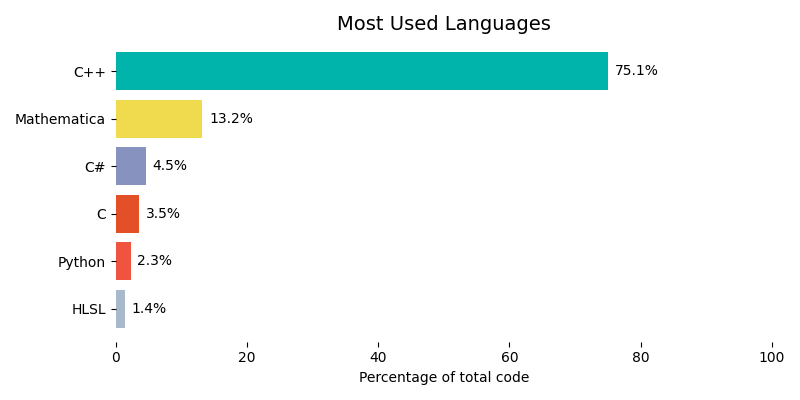 Most Used Languages
C++ 75.1%
Mathematica 13.2%
C# 4.5%
C 3.5%
Python 2.3%
HLSL 1.4%
0 20 40 60 80 100
Percentage of total code